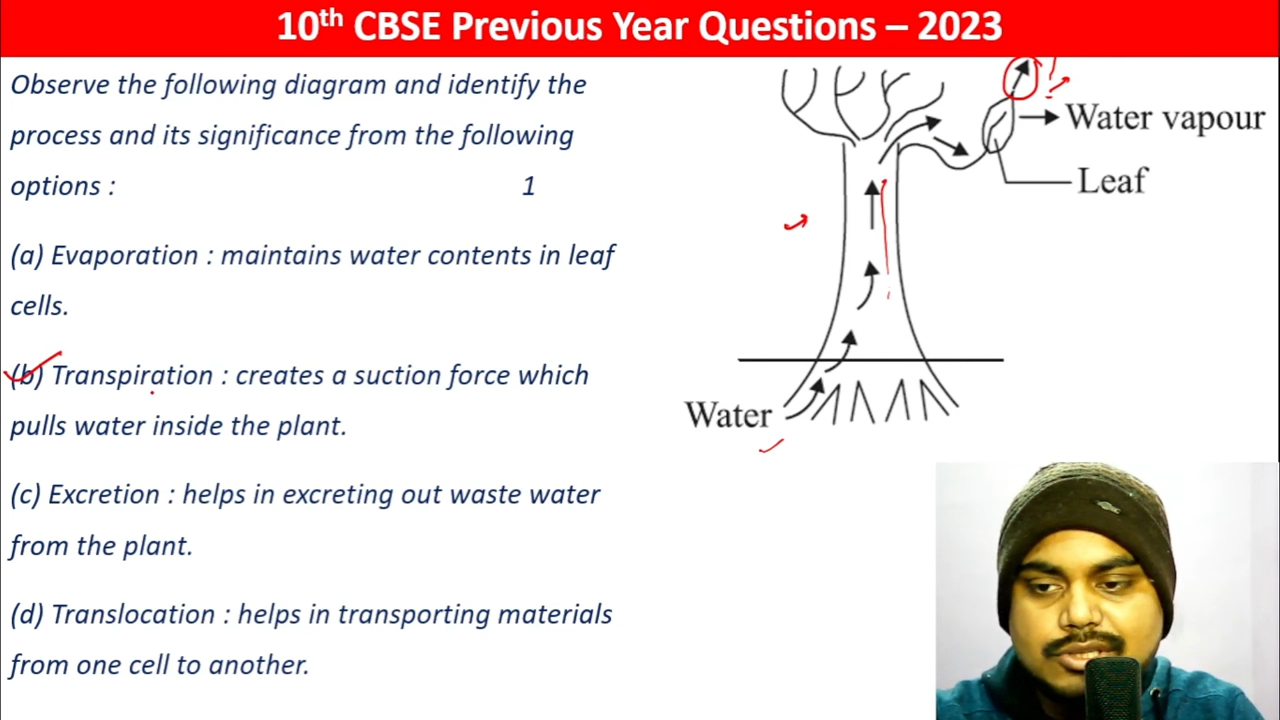 10th CBSE Previous Year Questions – 2023
Observe the following diagram and identify the
process and its significance from the following
options : 1
(a) Evaporation : maintains water contents in leaf
cells.
(b) Transpiration : creates a suction force which
pulls water inside the plant.
(c) Excretion : helps in excreting out waste water
from the plant.
(d) Translocation : helps in transporting materials
from one cell to another.
Water vapour
Leaf
Water